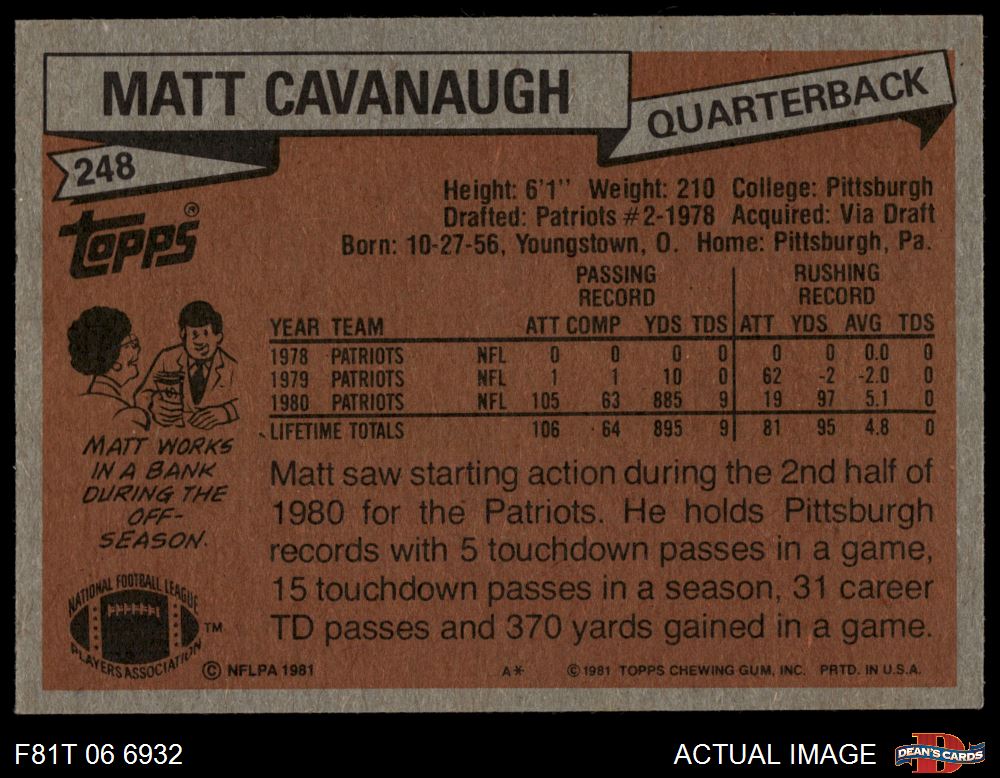 MATT CAVANAUGH
QUARTERBACK
248
Height: 6'1" Weight: 210 College: Pittsburgh
Drafted: Patriots #2-1978 Acquired: Via Draft
Born: 10-27-56, Youngstown, O. Home: Pittsburgh, Pa.
TOPPS®
PASSING RECORD RUSHING RECORD
YEAR TEAM ATT COMP YDS TDS ATT YDS AVG TDS
1978 PATRIOTS NFL 0 0 0 0 0 0 0.0 0
1979 PATRIOTS NFL 1 1 10 0 62 -2 -2.0 0
1980 PATRIOTS NFL 105 63 885 9 19 97 5.1 0
LIFETIME TOTALS 106 64 895 9 81 95 4.8 0
MATT WORKS
IN A BANK
DURING THE
OFF-
SEASON.
Matt saw starting action during the 2nd half of
1980 for the Patriots. He holds Pittsburgh
records with 5 touchdown passes in a game,
15 touchdown passes in a season, 31 career
TD passes and 370 yards gained in a game.
NATIONAL FOOTBALL LEAGUE
PLAYERS ASSOCIATION TM
© NFLPA 1981 A* © 1981 TOPPS CHEWING GUM, INC. PRTD. IN U.S.A.
F81T 06 6932 ACTUAL IMAGE DEAN'S CARDS